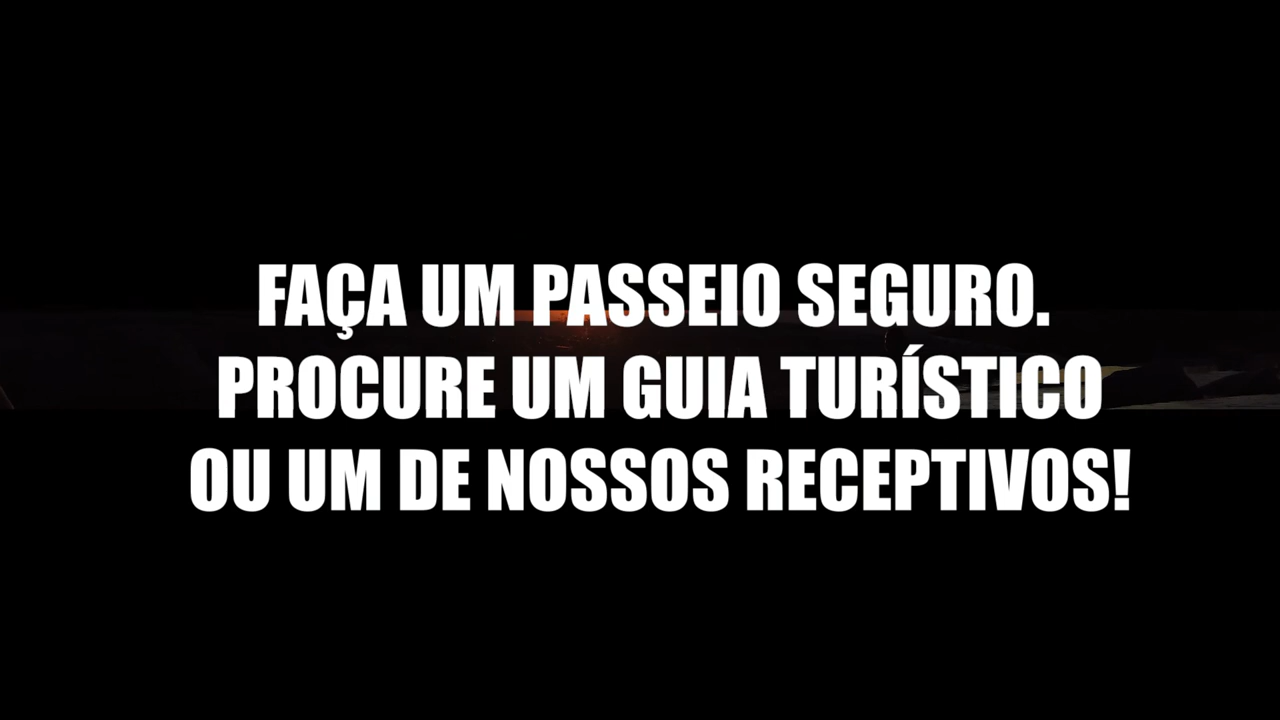 FAÇA UM PASSEIO SEGURO.
PROCURE UM GUIA TURÍSTICO
OU UM DE NOSSOS RECEPTIVOS!